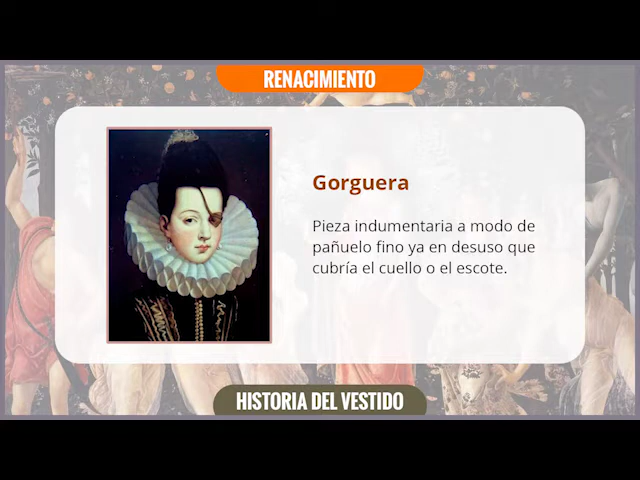 RENACIMIENTO
Gorguera
Pieza indumentaria a modo de
pañuelo fino ya en desuso que
cubría el cuello o el escote.
HISTORIA DEL VESTIDO